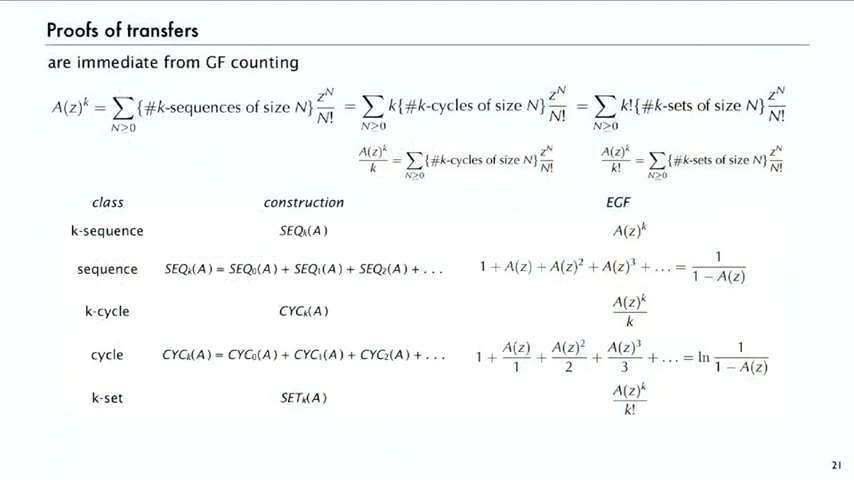 Proofs of transfers
are immediate from GF counting
A(z)^k = ∑_{N≥0} {#k-sequences of size N} z^N/N! = ∑_{N≥0} k{#k-cycles of size N} z^N/N! = ∑_{N≥0} k!{#k-sets of size N} z^N/N!
A(z)^k/k = ∑_{N≥0} {#k-cycles of size N} z^N/N! A(z)^k/k! = ∑_{N≥0} {#k-sets of size N} z^N/N!
class construction EGF
k-sequence SEQ_k(A) A(z)^k
sequence SEQ_k(A) = SEQ_0(A) + SEQ_1(A) + SEQ_2(A) + . . . 1 + A(z) + A(z)^2 + A(z)^3 + . . . = 1/(1 − A(z))
k-cycle CYC_k(A) A(z)^k/k
cycle CYC_k(A) = CYC_0(A) + CYC_1(A) + CYC_2(A) + . . . 1 + A(z)/1 + A(z)^2/2 + A(z)^3/3 + . . . = ln 1/(1 − A(z))
k-set SET_k(A) A(z)^k/k!
21